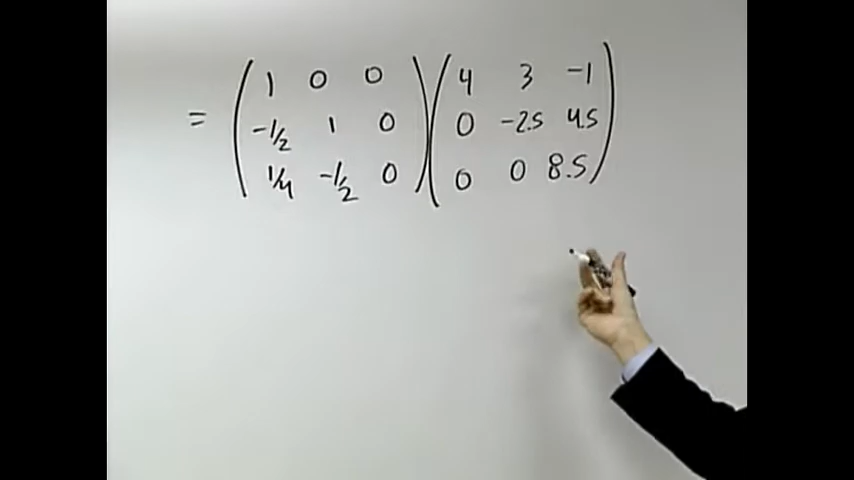 = ( 1 0 0 ) ( 4 3 -1 )
( -1/2 1 0 ) ( 0 -2.5 4.5 )
( 1/4 -1/2 0 ) ( 0 0 8.5 )